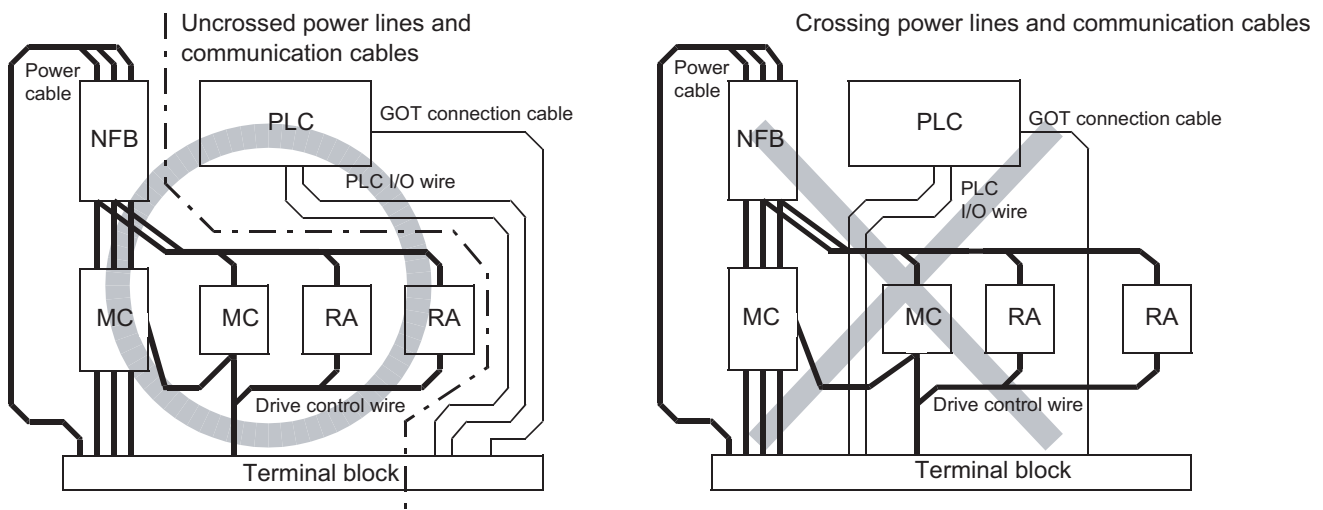 Uncrossed power lines and
communication cables
Power
cable
NFB
PLC
GOT connection cable
PLC I/O wire
MC
MC
RA
RA
Drive control wire
Terminal block
Crossing power lines and communication cables
Power
cable
NFB
PLC
GOT connection cable
PLC
I/O wire
MC
MC
RA
RA
Drive control wire
Terminal block